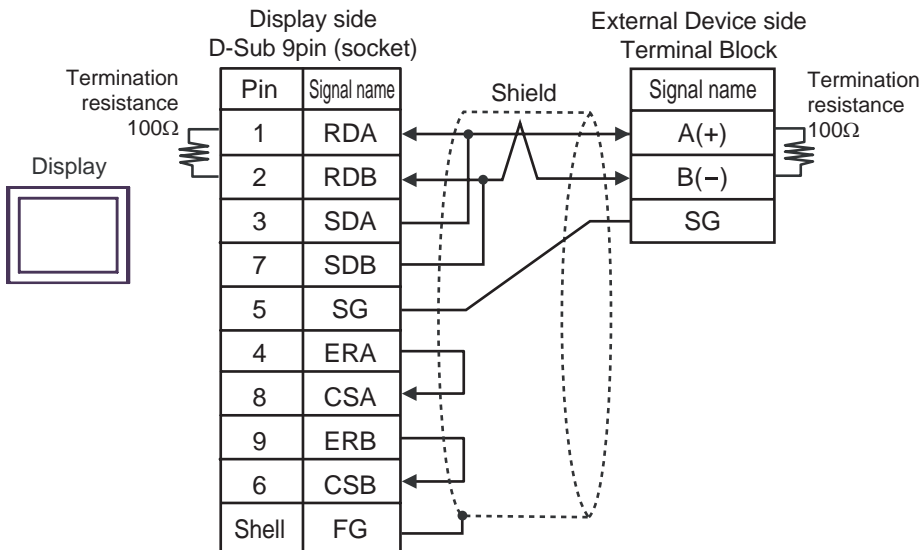 Display side
D-Sub 9pin (socket)
External Device side
Terminal Block
Termination
resistance
100Ω
Display
Pin Signal name
1 RDA
2 RDB
3 SDA
7 SDB
5 SG
4 ERA
8 CSA
9 ERB
6 CSB
Shell FG
Shield
Signal name
A(+)
B(−)
SG
Termination
resistance
100Ω